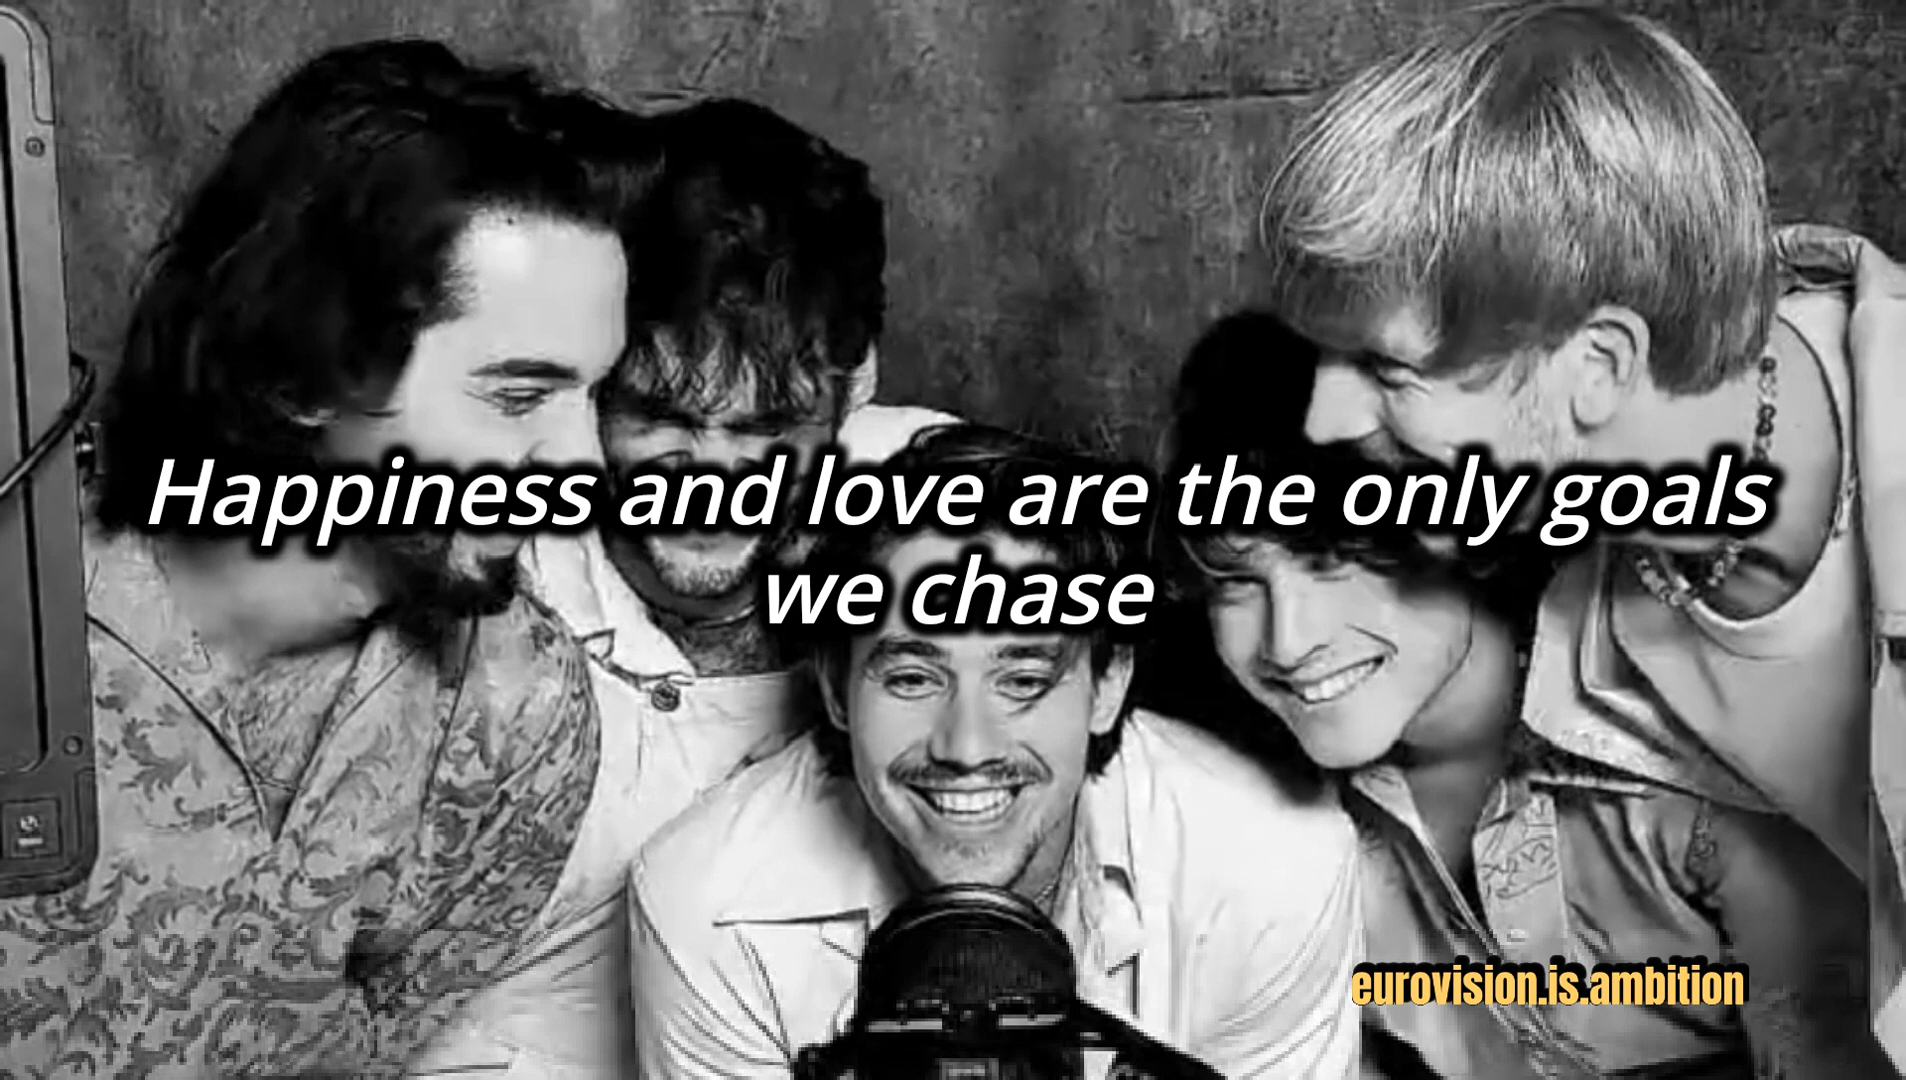 Happiness and love are the only goals
we chase
eurovision.is.ambition